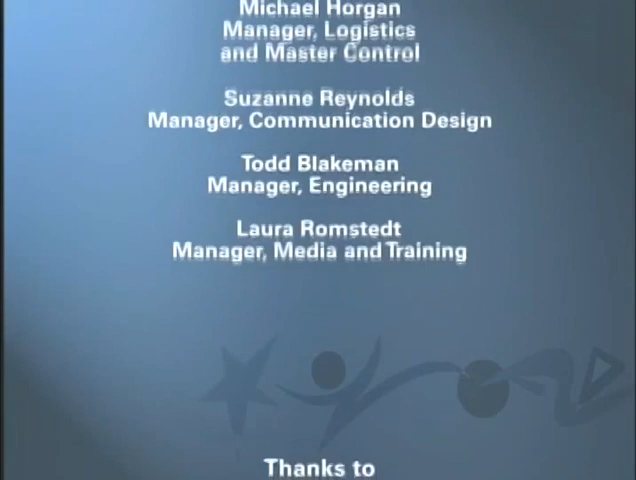 Michael Horgan
Manager, Logistics
and Master Control
Suzanne Reynolds
Manager, Communication Design
Todd Blakeman
Manager, Engineering
Laura Romstedt
Manager, Media and Training
Thanks to